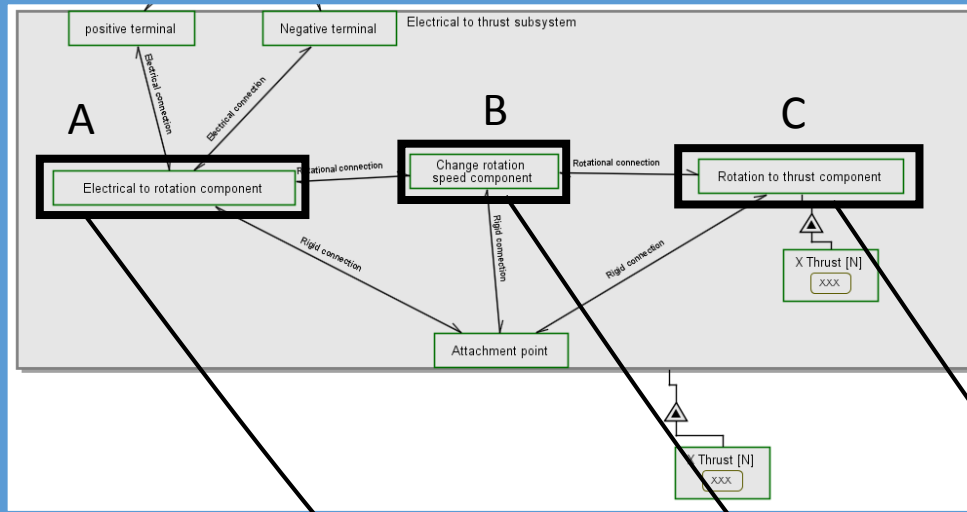 positive terminal
Negative terminal
Electrical to thrust subsystem
Electrical connection
Electrical connection
A
B
C
Electrical to rotation component
Rotational connection
Change rotation
speed component
Rotational connection
Rotation to thrust component
Rigid connection
Rigid connection
Rigid connection
X Thrust [N]
XXX
Attachment point
X Thrust [N]
XXX